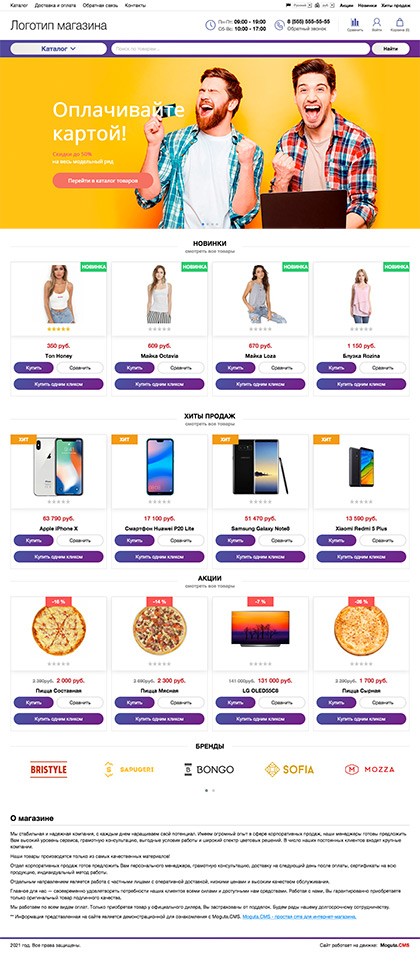 Каталог Доставка и оплата Обратная связь Контакты
Русский руб. Акции Новинки Хиты продаж
Логотип магазина
Пн-Пт: 09:00 - 19:00
Сб-Вс: 10:00 - 17:00
8 (555) 555-55-55
Обратный звонок
Сравнить Войти Корзина (0)
Каталог
Поиск по товарам...
Найти
Оплачивайте
картой!
Скидки до 50%
на весь модельный ряд
Перейти и каталог товаров
НОВИНКИ
смотреть все товары
НОВИНКА НОВИНКА НОВИНКА НОВИНКА
350 руб. 609 руб. 670 руб. 1 150 руб.
Топ Honey Майка Octavia Майка Loza Блузка Rozina
Купить Сравнить Купить Сравнить Купить Сравнить Купить Сравнить
Купить одним кликом Купить одним кликом Купить одним кликом Купить одним кликом
ХИТЫ ПРОДАЖ
смотреть все товары
ХИТ ХИТ ХИТ ХИТ
63 790 руб. 17 100 руб. 51 470 руб. 13 590 руб.
Apple iPhone X Смартфон Huawei P20 Lite Samsung Galaxy Note8 Xiaomi Redmi 5 Plus
Купить Сравнить Купить Сравнить Купить Сравнить Купить Сравнить
Купить одним кликом Купить одним кликом Купить одним кликом Купить одним кликом
АКЦИИ
смотреть все товары
-14 % -7 %
2 000 руб. 2 300 руб. 131 000 руб. 1 700 руб.
Пицца Составная Пицца Мясная LG OLED55C8 Пицца Сырная
Купить Сравнить Купить Сравнить Купить Сравнить Купить Сравнить
Купить одним кликом Купить одним кликом Купить одним кликом Купить одним кликом
БРЕНДЫ
BRISTYLE SAPUGERI BONGO SOFIA MOZZA
О магазине
Мы стабильная и надежная компания, с каждым днем наращиваем свой потенциал. Имеем огромный опыт в сфере корпоративных продаж, наши менеджеры готовы предложить
Вам высокий уровень сервиса, грамотную консультацию, выгодные условия работы и широкий спектр цветовых решений. В число наших постоянных клиентов входят крупные
компании.
Наши товары производятся только из самых качественных материалов!
Отдел корпоративных продаж готов предложить Вам персонального менеджера, грамотную консультацию, доставку на следующий день после оплаты, сертификаты на всю
продукцию, индивидуальный метод работы.
Отдельным направлением является работа с частными лицами с оперативной доставкой, низкими ценами и высоким качеством обслуживания.
Главное для нас — своевременно удовлетворять потребности наших клиентов всеми силами и доступными нам средствами. Работая с нами, Вы гарантированно приобретаете
только оригинальный товар подлинного качества.
Мы работаем по всем видам оплат. Только приобретая товар у официального дилера, Вы застрахованы от подделок. Будем рады нашему долгосрочному сотрудничеству.
** Информация представленная на сайте является демонстрационной для ознакомления с Moguta.CMS. Moguta.CMS - простая cms для интернет-магазина.
2021 год. Все права защищены.
Сайт работает на движке: Moguta.CMS